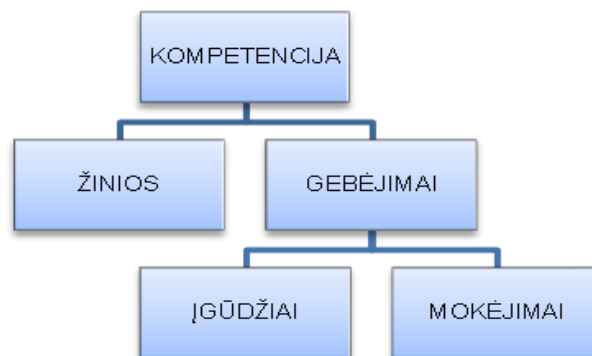 KOMPETENCIJA
ŽINIOS
GEBĖJIMAI
ĮGŪDŽIAI
MOKĖJIMAI